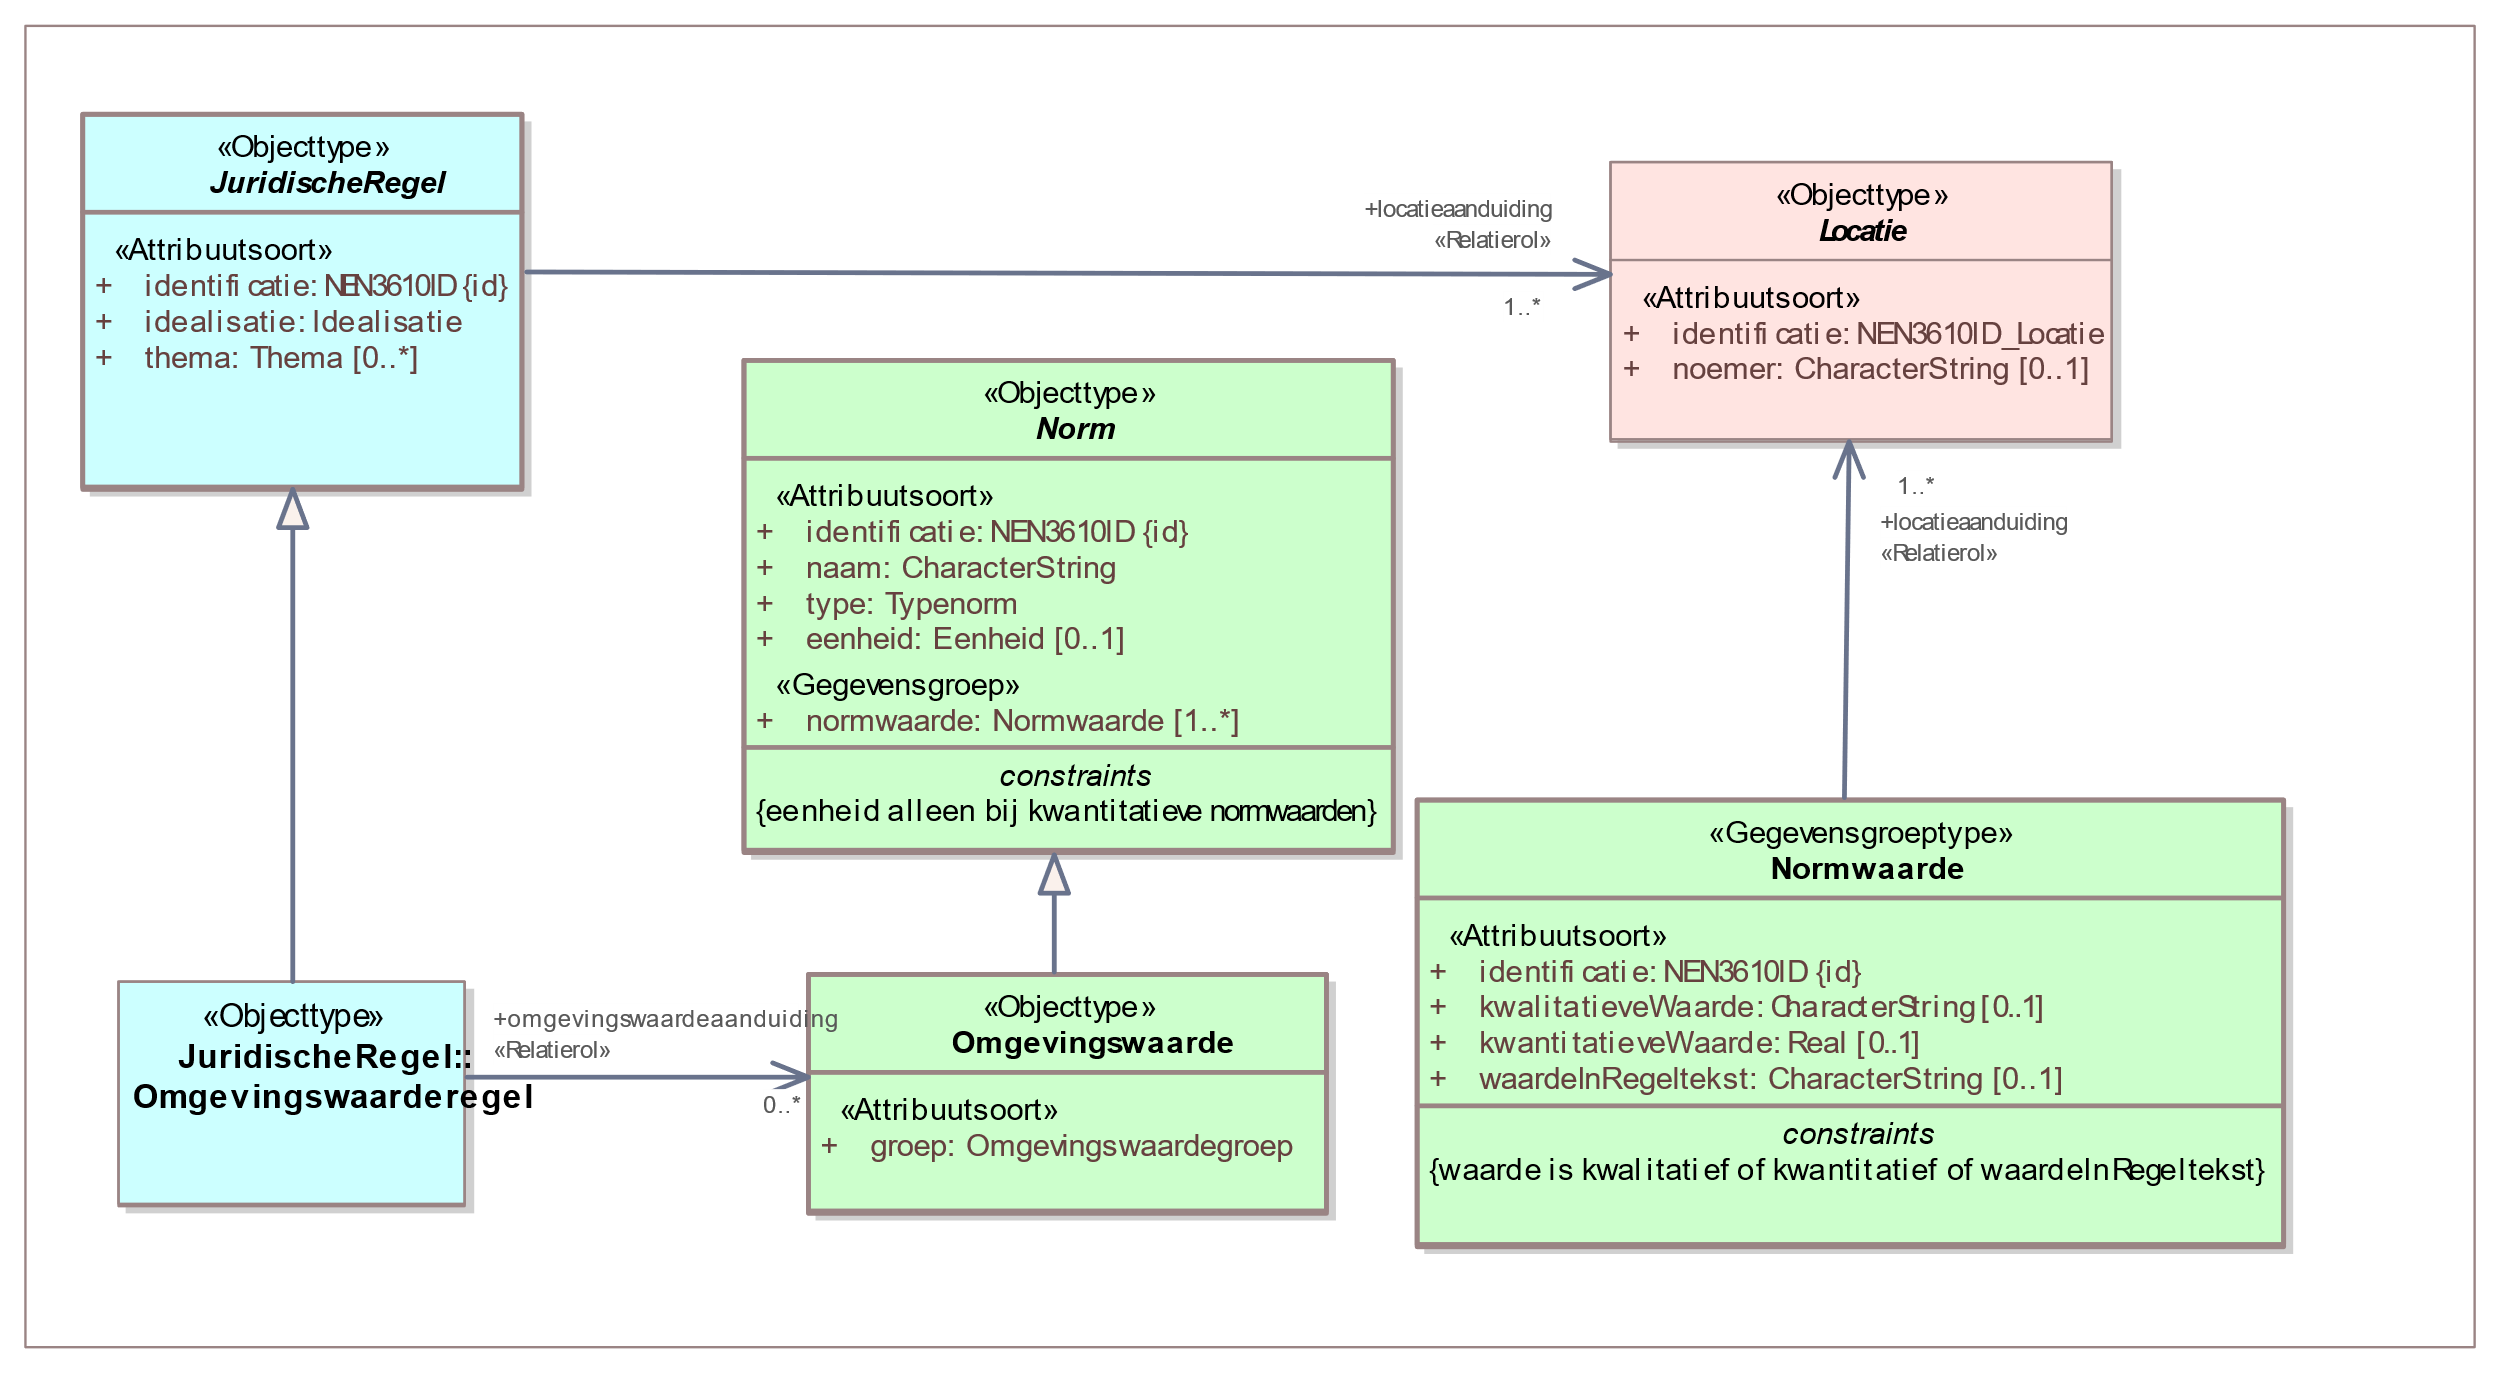 «Objecttype»
JuridischeRegel
«Attribuutsoort»
+ identificatie: NEN3610ID {id}
+ idealisatie: Idealisatie
+ thema: Thema [0..*]
+locatieaanduiding
«Relatierol»
1..*
«Objecttype»
Locatie
«Attribuutsoort»
+ identificatie: NEN3610ID_Locatie
+ noemer: CharacterString [0..1]
«Objecttype»
Norm
«Attribuutsoort»
+ identificatie: NEN3610ID {id}
+ naam: CharacterString
+ type: Typenorm
+ eenheid: Eenheid [0..1]
«Gegevensgroep»
+ normwaarde: Normwaarde [1..*]
constraints
{eenheid alleen bij kwantitatieve normwaarden}
1..*
+locatieaanduiding
«Relatierol»
«Gegevensgroeptype»
Normwaarde
«Attribuutsoort»
+ identificatie: NEN3610ID {id}
+ kwalitatieveWaarde: CharacterString [0..1]
+ kwantitatieveWaarde: Real [0..1]
+ waardeInRegeltekst: CharacterString [0..1]
constraints
{waarde is kwalitatief of kwantitatief of waardeInRegeltekst}
«Objecttype»
JuridischeRegel::
Omgevingswaarderegel
+omgevingswaardeaanduiding
«Relatierol»
0..*
«Objecttype»
Omgevingswaarde
«Attribuutsoort»
+ groep: Omgevingswaardegroep